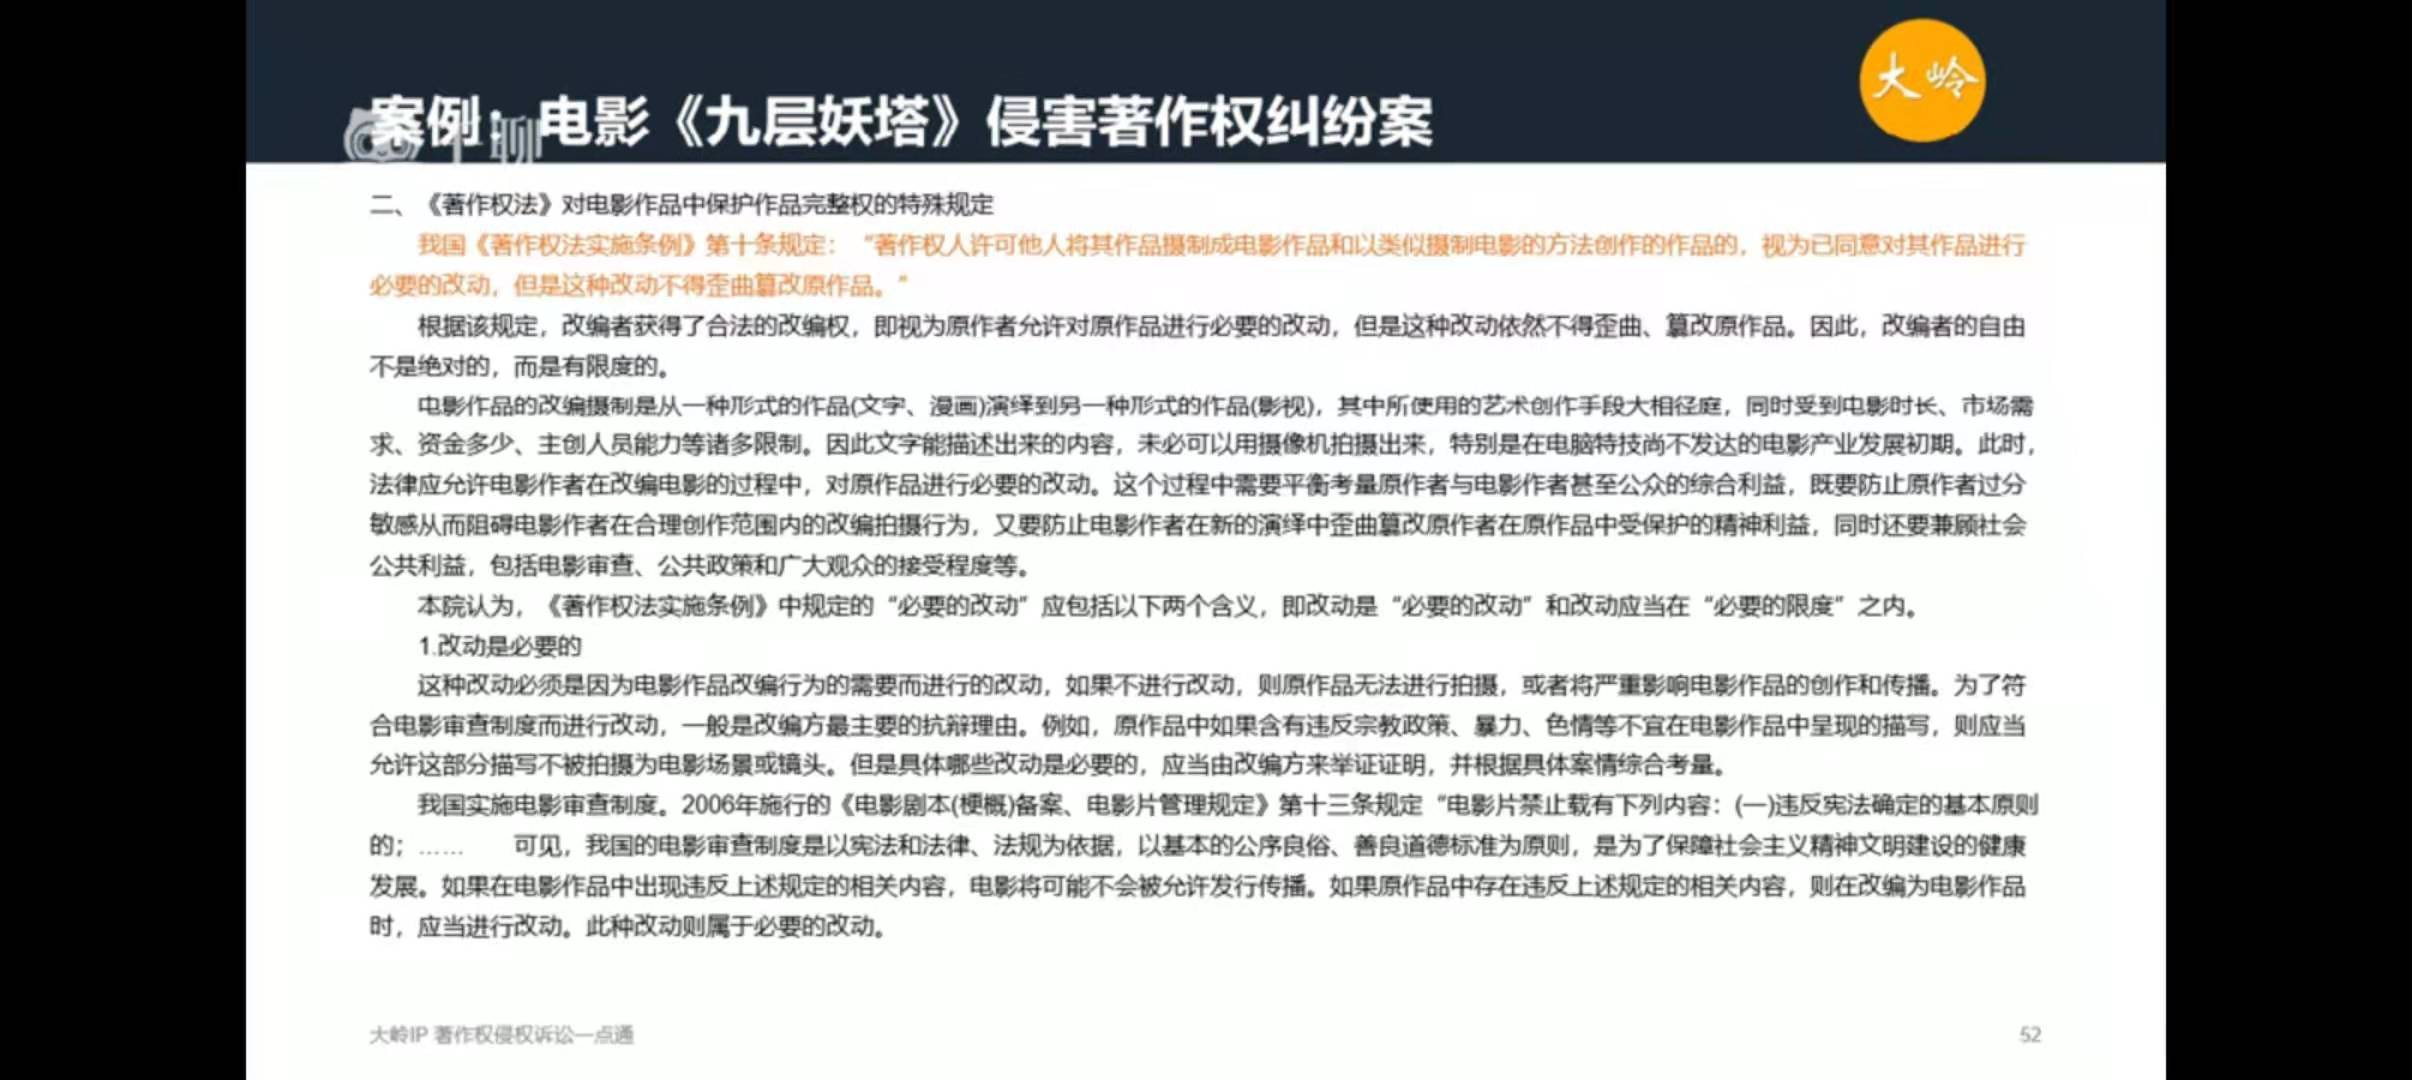 大岭
案例：电影《九层妖塔》侵害著作权纠纷案
二、《著作权法》对电影作品中保护作品完整权的特殊规定
我国《著作权法实施条例》第十条规定：“著作权人许可他人将其作品摄制成电影作品和以类似摄制电影的方法创作的作品的，视为已同意对其作品进行
必要的改动，但是这种改动不得歪曲篡改原作品。”
根据该规定，改编者获得了合法的改编权，即视为原作者允许对原作品进行必要的改动，但是这种改动依然不得歪曲、篡改原作品。因此，改编者的自由
不是绝对的，而是有限度的。
电影作品的改编摄制是从一种形式的作品(文字、漫画)演绎到另一种形式的作品(影视)，其中所使用的艺术创作手段大相径庭，同时受到电影时长、市场需
求、资金多少、主创人员能力等诸多限制。因此文字能描述出来的内容，未必可以用摄像机拍摄出来，特别是在电脑特技尚不发达的电影产业发展初期。此时，
法律应允许电影作者在改编电影的过程中，对原作品进行必要的改动。这个过程中需要平衡考量原作者与电影作者甚至公众的综合利益，既要防止原作者过分
敏感从而阻碍电影作者在合理创作范围内的改编拍摄行为，又要防止电影作者在新的演绎中歪曲篡改原作者在原作品中受保护的精神利益，同时还要兼顾社会
公共利益，包括电影审查、公共政策和广大观众的接受程度等。
本院认为，《著作权法实施条例》中规定的“必要的改动”应包括以下两个含义，即改动是“必要的改动”和改动应当在“必要的限度”之内。
1.改动是必要的
这种改动必须是因为电影作品改编行为的需要而进行的改动，如果不进行改动，则原作品无法进行拍摄，或者将严重影响电影作品的创作和传播。为了符
合电影审查制度而进行改动，一般是改编方最主要的抗辩理由。例如，原作品中如果含有违反宗教政策、暴力、色情等不宜在电影作品中呈现的描写，则应当
允许这部分描写不被拍摄为电影场景或镜头。但是具体哪些改动是必要的，应当由改编方来举证证明，并根据具体案情综合考量。
我国实施电影审查制度。2006年施行的《电影剧本(梗概)备案、电影片管理规定》第十三条规定“电影片禁止载有下列内容：(一)违反宪法确定的基本原则
的；……　　可见，我国的电影审查制度是以宪法和法律、法规为依据，以基本的公序良俗、善良道德标准为原则，是为了保障社会主义精神文明建设的健康
发展。如果在电影作品中出现违反上述规定的相关内容，电影将可能不会被允许发行传播。如果原作品中存在违反上述规定的相关内容，则在改编为电影作品
时，应当进行改动。此种改动则属于必要的改动。
大岭IP 著作权侵权诉讼一点通
52